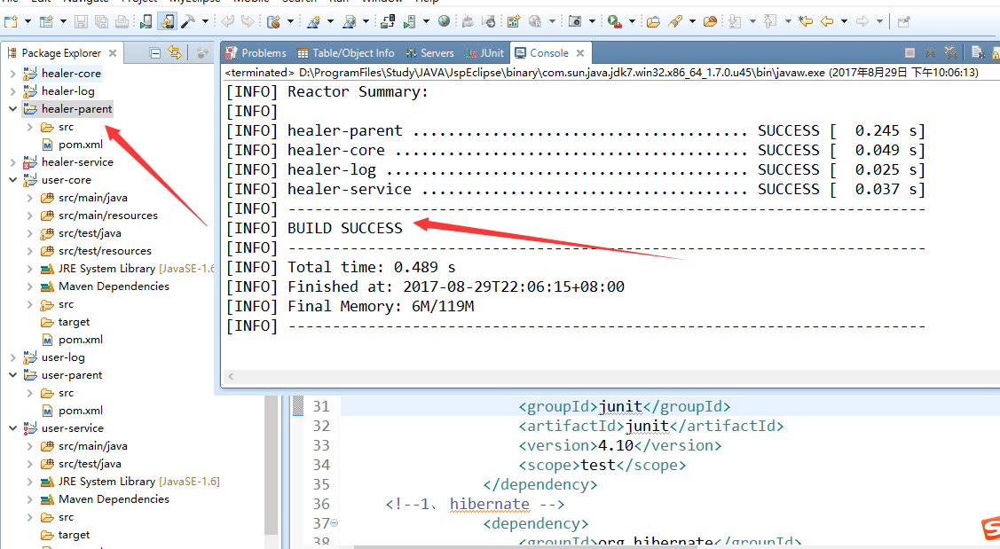 Navigate Project MyEclipse Mobile Search Run Window Help
Package Explorer
healer-core
healer-log
healer-parent
src
pom.xml
healer-service
user-core
src/main/java
src/main/resources
src/test/java
src/test/resources
JRE System Library [JavaSE-1.6
Maven Dependencies
src
target
pom.xml
user-log
user-parent
src
pom.xml
user-service
src/main/java
src/test/java
JRE System Library [JavaSE-1.6]
Maven Dependencies
src
target
Problems Table/Object Info Servers JUnit Console
<terminated> D:\ProgramFiles\Study\JAVA\JspEclipse\binary\com.sun.java.jdk7.win32.x86_64_1.7.0.u45\bin\javaw.exe (2017年8月29日 下午10:06:13)
[INFO] Reactor Summary:
[INFO]
[INFO] healer-parent ...................................... SUCCESS [  0.245 s]
[INFO] healer-core ........................................ SUCCESS [  0.049 s]
[INFO] healer-log ......................................... SUCCESS [  0.025 s]
[INFO] healer-service ..................................... SUCCESS [  0.037 s]
[INFO] ------------------------------------------------------------------------
[INFO] BUILD SUCCESS
[INFO] ------------------------------------------------------------------------
[INFO] Total time: 0.489 s
[INFO] Finished at: 2017-08-29T22:06:15+08:00
[INFO] Final Memory: 6M/119M
[INFO] ------------------------------------------------------------------------
31 <groupId>junit</groupId>
32 <artifactId>junit</artifactId>
33 <version>4.10</version>
34 <scope>test</scope>
35 </dependency>
36 <!--1、 hibernate -->
37 <dependency>
38 <groupId>org.hibernate</groupId>